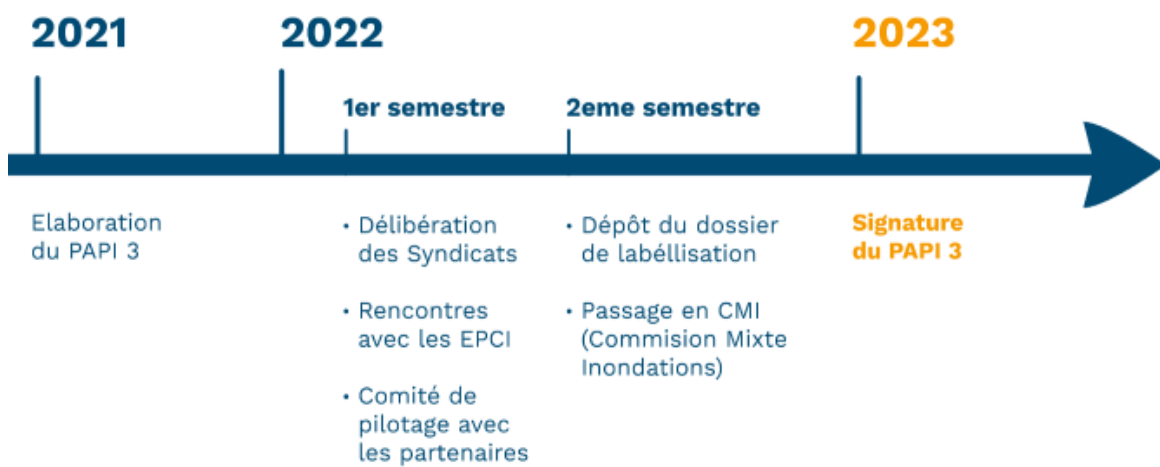 2021
2022
2023
1er semestre
2eme semestre
Elaboration
du PAPI 3
• Délibération
des Syndicats
• Rencontres
avec les EPCI
• Comité de
pilotage avec
les partenaires
• Dépôt du dossier
de labéllisation
• Passage en CMI
(Commision Mixte
Inondations)
Signature
du PAPI 3